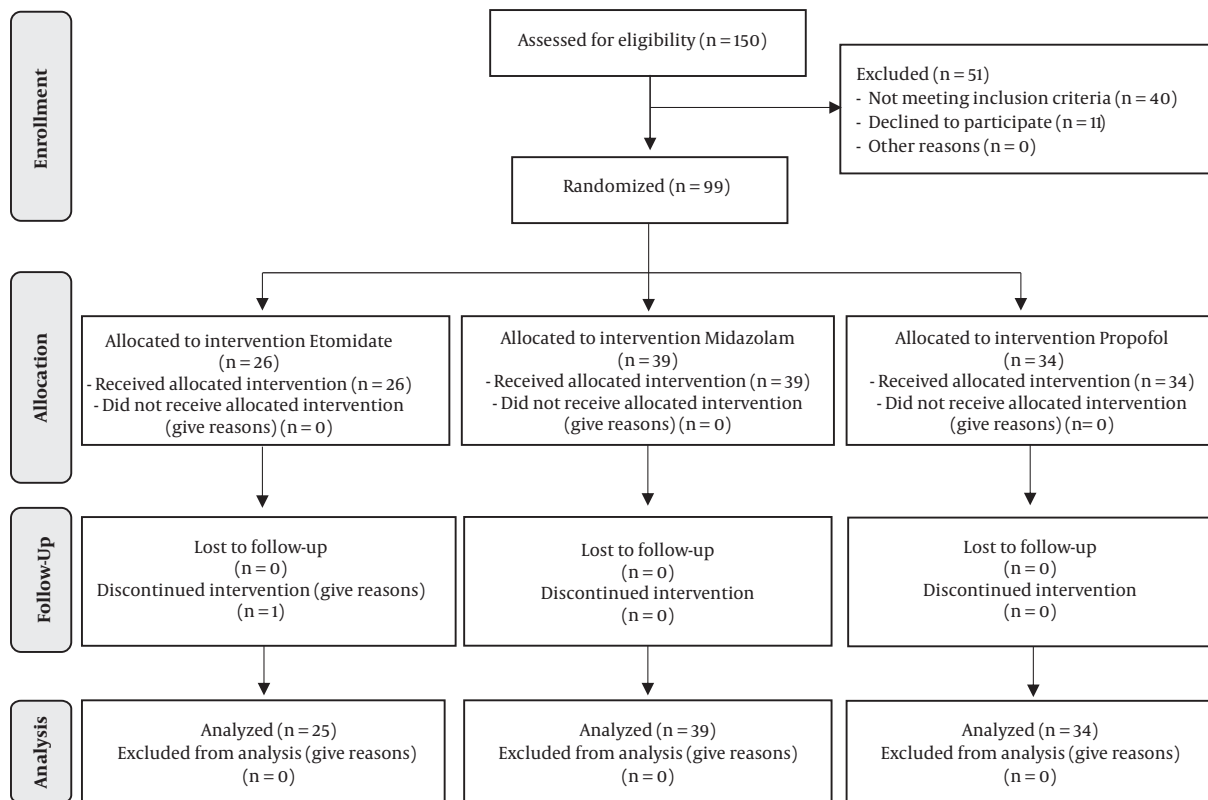 Enrollment
Assessed for eligibility (n = 150)
Excluded (n = 51)
- Not meeting inclusion criteria (n = 40)
- Declined to participate (n = 11)
- Other reasons (n = 0)
Randomized (n = 99)
Allocation
Allocated to intervention Etomidate
(n = 26)
- Received allocated intervention (n = 26)
- Did not receive allocated intervention
(give reasons) (n = 0)
Allocated to intervention Midazolam
(n = 39)
- Received allocated intervention (n = 39)
- Did not receive allocated intervention
(give reasons) (n = 0)
Allocated to intervention Propofol
(n = 34)
- Received allocated intervention (n = 34)
- Did not receive allocated intervention
(give reasons) (n= 0)
Follow-Up
Lost to follow-up
(n = 0)
Discontinued intervention (give reasons)
(n = 1)
Lost to follow-up
(n = 0)
Discontinued intervention
(n = 0)
Lost to follow-up
(n = 0)
Discontinued intervention
(n = 0)
Analysis
Analyzed (n = 25)
Excluded from analysis (give reasons)
(n = 0)
Analyzed (n = 39)
Excluded from analysis (give reasons)
(n = 0)
Analyzed (n = 34)
Excluded from analysis (give reasons)
(n = 0)